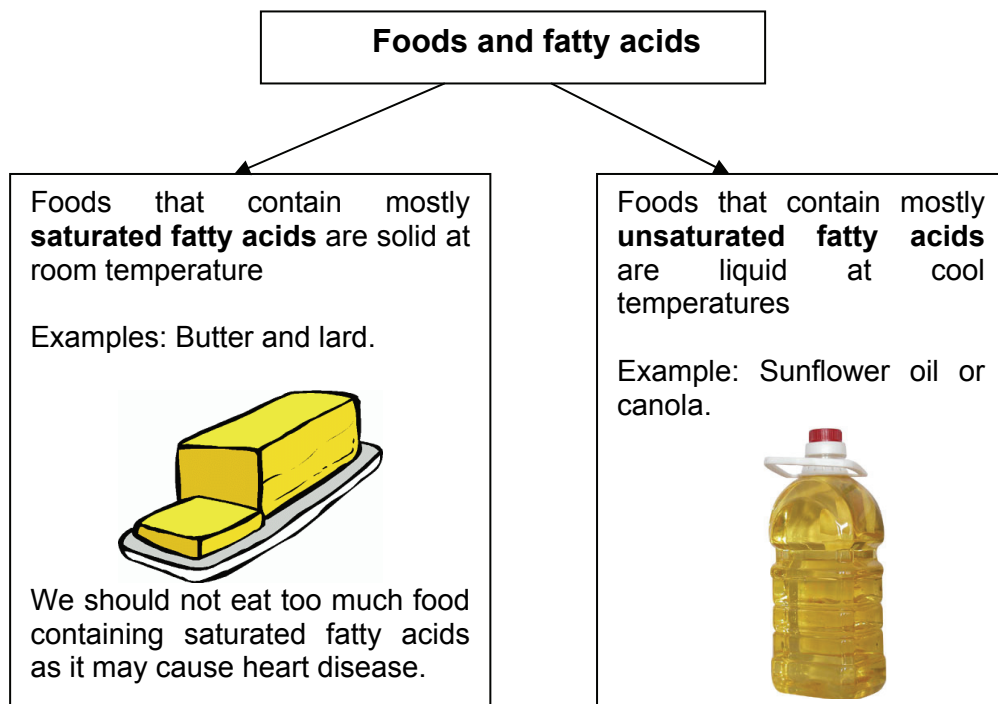 Foods and fatty acids
Foods that contain mostly
saturated fatty acids are solid at
room temperature
Examples: Butter and lard.
We should not eat too much food
containing saturated fatty acids
as it may cause heart disease.
Foods that contain mostly
unsaturated fatty acids
are liquid at cool
temperatures
Example: Sunflower oil or
canola.